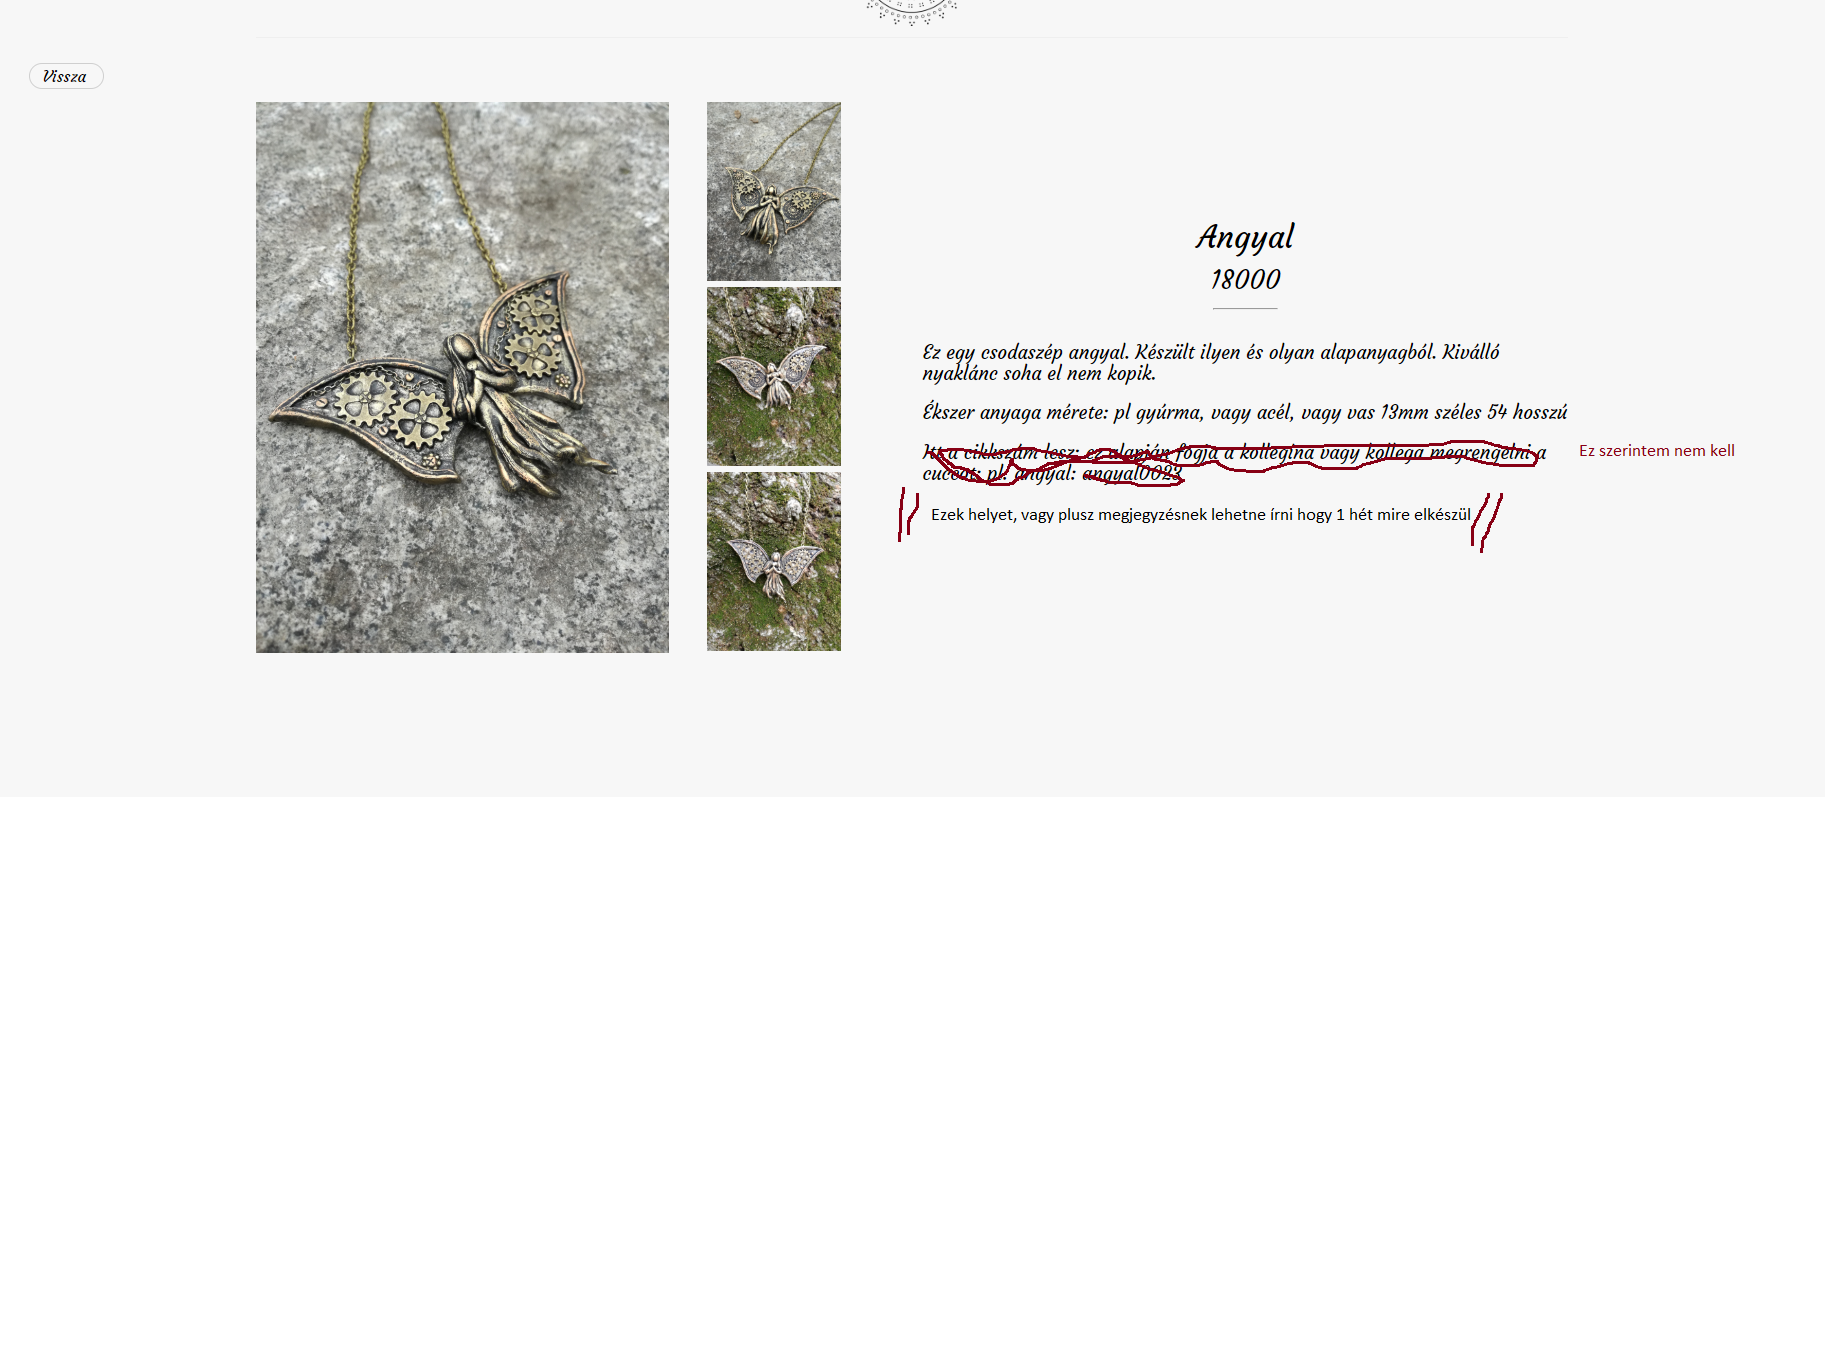 Vissza
Angyal
18000
Ez egy csodaszép angyal. Készült ilyen és olyan alapanyagból. Kiválló
nyaklánc soha el nem kopik.
Ékszer anyaga mérete: pl gyúrma, vagy acél, vagy vas 13mm széles 54 hosszú
Itt a cikkszám lesz: ez alapján fogja a kollegina vagy kollega megrengelni a
Ez szerintem nem kell
cuccot: pl. angyal: angyal0023
Ezek helyet, vagy plusz megjegyzésnek lehetne írni hogy 1 hét mire elkészül